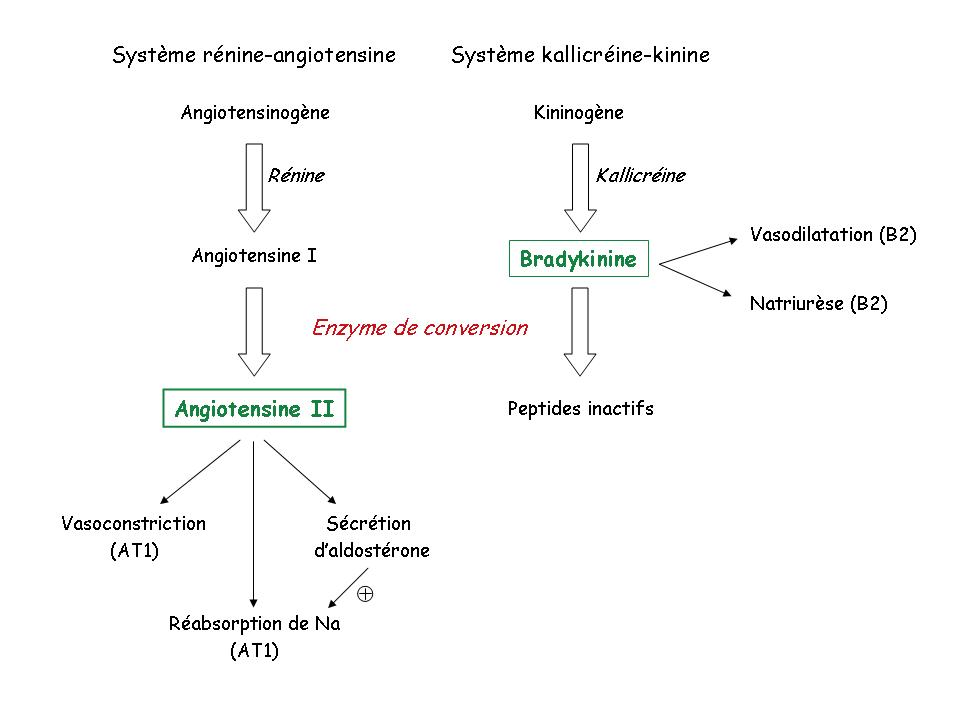 Système rénine-angiotensine
Système kallicréine-kinine
Angiotensinogène
Kininogène
Rénine
Kallicréine
Angiotensine I
Bradykinine
Vasodilatation (B2)
Natriurèse (B2)
Enzyme de conversion
Angiotensine II
Peptides inactifs
Vasoconstriction
(AT1)
Sécrétion
d'aldostérone
+
Réabsorption de Na
(AT1)